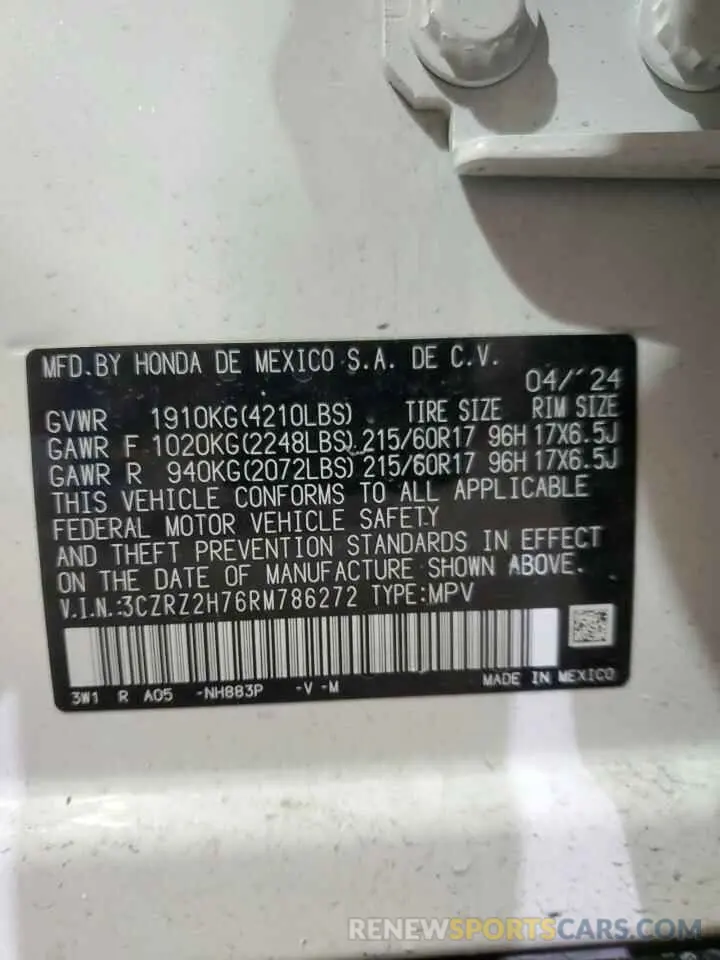 MFD.BY HONDA DE MEXICO S.A. DE C.V.
04/'24
GVWR 1910KG(4210LBS) TIRE SIZE RIM SIZE
GAWR F 1020KG(2248LBS) 215/60R17 96H 17X6.5J
GAWR R 940KG(2072LBS) 215/60R17 96H 17X6.5J
THIS VEHICLE CONFORMS TO ALL APPLICABLE
FEDERAL MOTOR VEHICLE SAFETY
AND THEFT PREVENTION STANDARDS IN EFFECT
ON THE DATE OF MANUFACTURE SHOWN ABOVE.
V.I.N.:3CZRZ2H76RM786272 TYPE:MPV
3W1 R A05 -NH883P -V -M MADE IN MEXICO
RENEWSPORTSCARS.COM